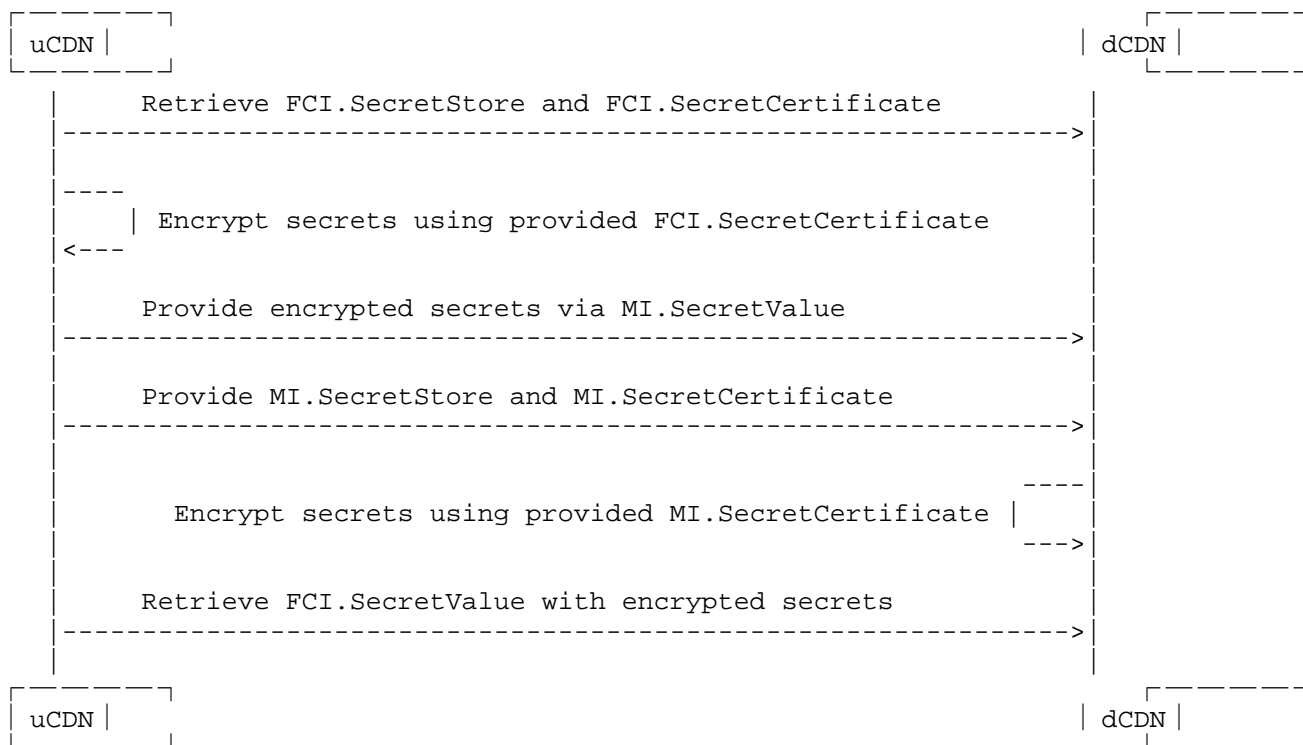 uCDN dCDN
Retrieve FCI.SecretStore and FCI.SecretCertificate
Encrypt secrets using provided FCI.SecretCertificate
Provide encrypted secrets via MI.SecretValue
Provide MI.SecretStore and MI.SecretCertificate
Encrypt secrets using provided MI.SecretCertificate
Retrieve FCI.SecretValue with encrypted secrets
uCDN dCDN